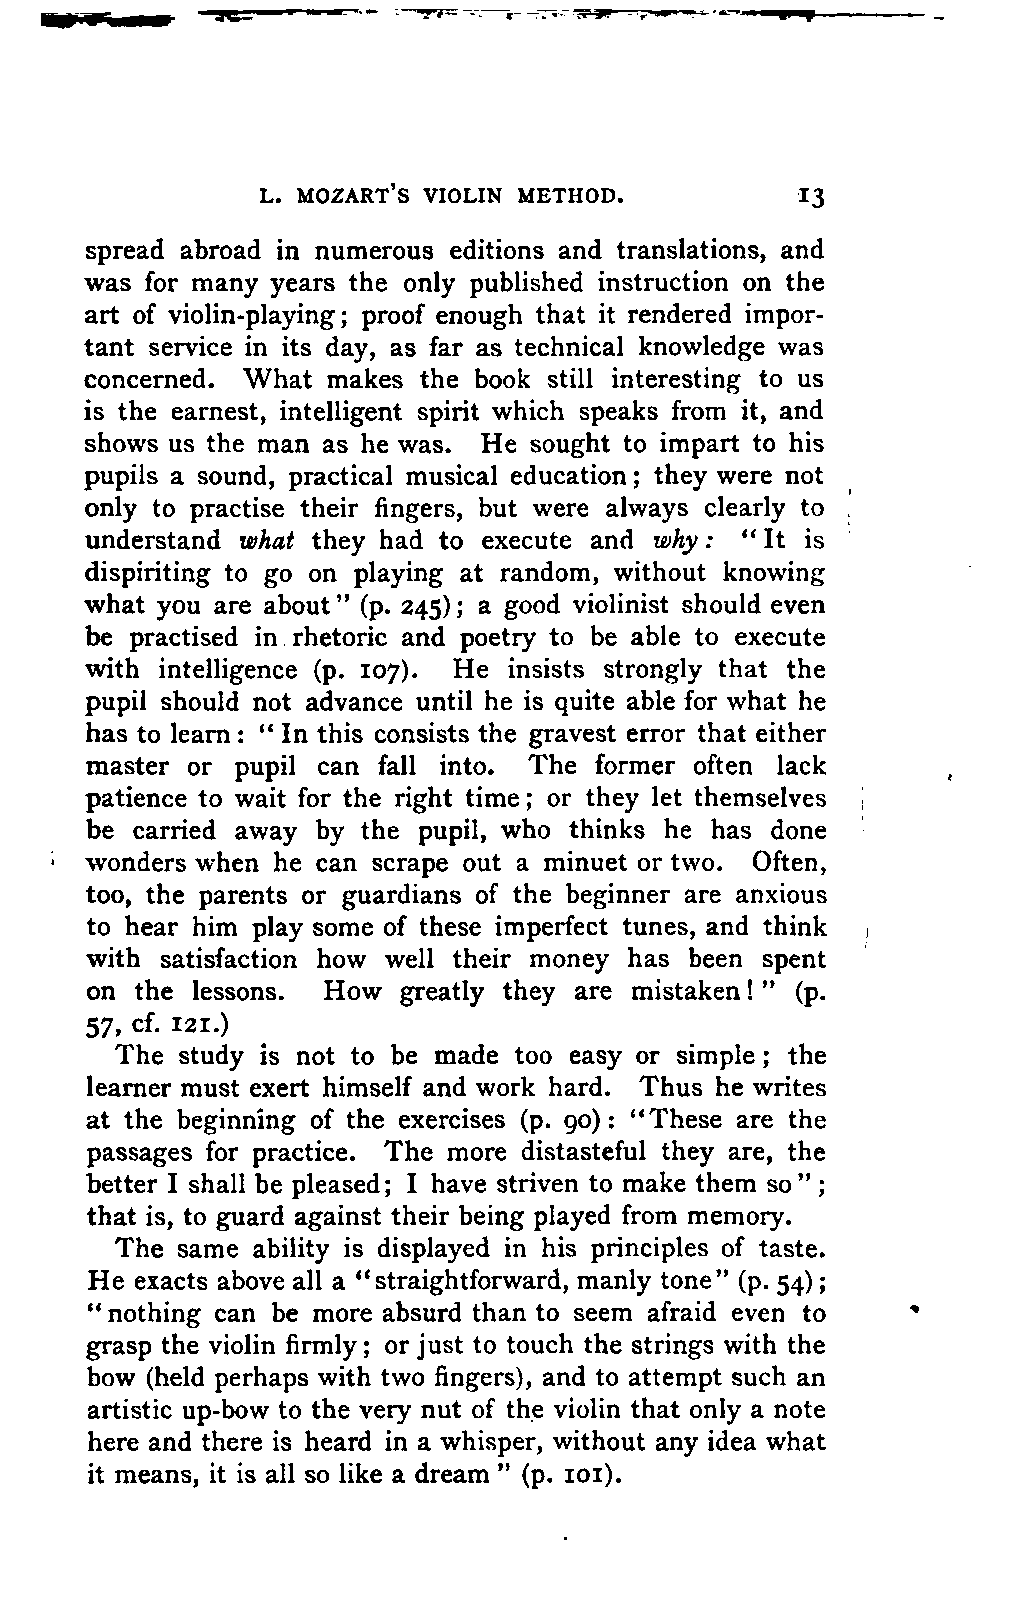 L. MOZART'S VIOLIN METHOD. 13
spread abroad in numerous editions and translations, and
was for many years the only published instruction on the
art of violin-playing; proof enough that it rendered impor-
tant service in its day, as far as technical knowledge was
concerned. What makes the book still interesting to us
is the earnest, intelligent spirit which speaks from it, and
shows us the man as he was. He sought to impart to his
pupils a sound, practical musical education; they were not
only to practise their fingers, but were always clearly to
understand what they had to execute and why: "It is
dispiriting to go on playing at random, without knowing
what you are about" (p. 245); a good violinist should even
be practised in rhetoric and poetry to be able to execute
with intelligence (p. 107). He insists strongly that the
pupil should not advance until he is quite able for what he
has to learn: "In this consists the gravest error that either
master or pupil can fall into. The former often lack
patience to wait for the right time; or they let themselves
be carried away by the pupil, who thinks he has done
wonders when he can scrape out a minuet or two. Often,
too, the parents or guardians of the beginner are anxious
to hear him play some of these imperfect tunes, and think
with satisfaction how well their money has been spent
on the lessons. How greatly they are mistaken!" (p.
57, cf. 121.)
The study is not to be made too easy or simple; the
learner must exert himself and work hard. Thus he writes
at the beginning of the exercises (p. 90): "These are the
passages for practice. The more distasteful they are, the
better I shall be pleased; I have striven to make them so";
that is, to guard against their being played from memory.
The same ability is displayed in his principles of taste.
He exacts above all a "straightforward, manly tone" (p. 54);
"nothing can be more absurd than to seem afraid even to
grasp the violin firmly; or just to touch the strings with the
bow (held perhaps with two fingers), and to attempt such an
artistic up-bow to the very nut of the violin that only a note
here and there is heard in a whisper, without any idea what
it means, it is all so like a dream" (p. 101).